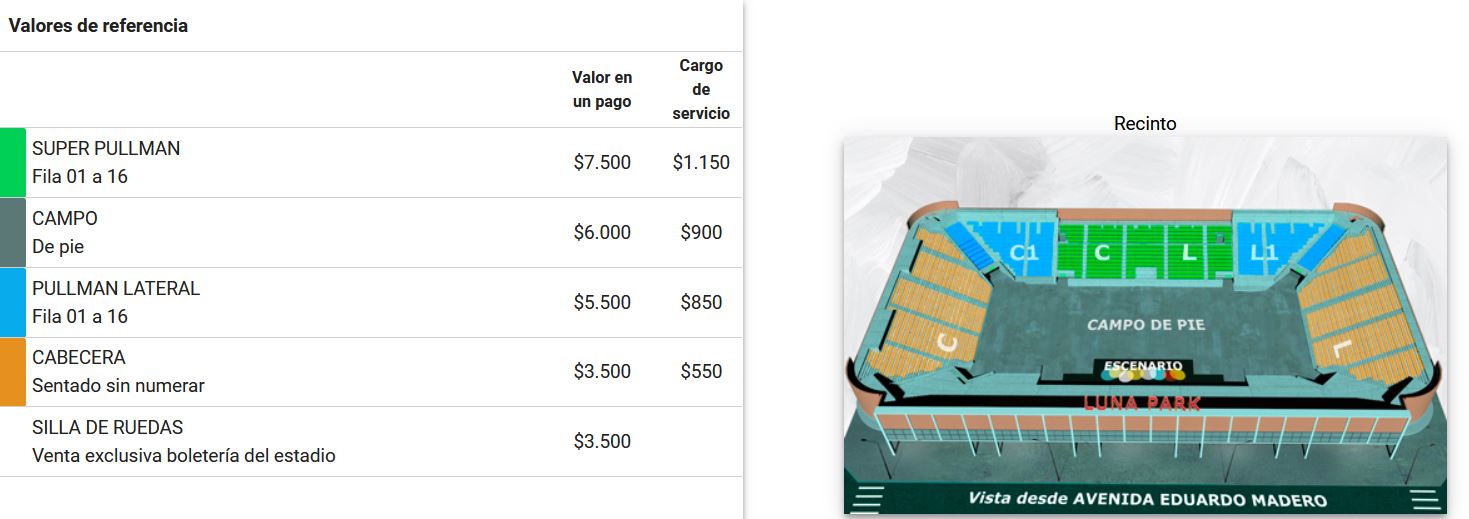 Valores de referencia
Valor en
un pago
Cargo
de
servicio
SUPER PULLMAN
Fila 01 a 16
$7.500
$1.150
CAMPO
De pie
$6.000
$900
PULLMAN LATERAL
Fila 01 a 16
$5.500
$850
CABECERA
Sentado sin numerar
$3.500
$550
SILLA DE RUEDAS
Venta exclusiva boletería del estadio
$3.500
Recinto
C1
C
L
L1
CAMPO DE PIE
C
L
ESCENARIO
LUNA PARK
Vista desde AVENIDA EDUARDO MADERO